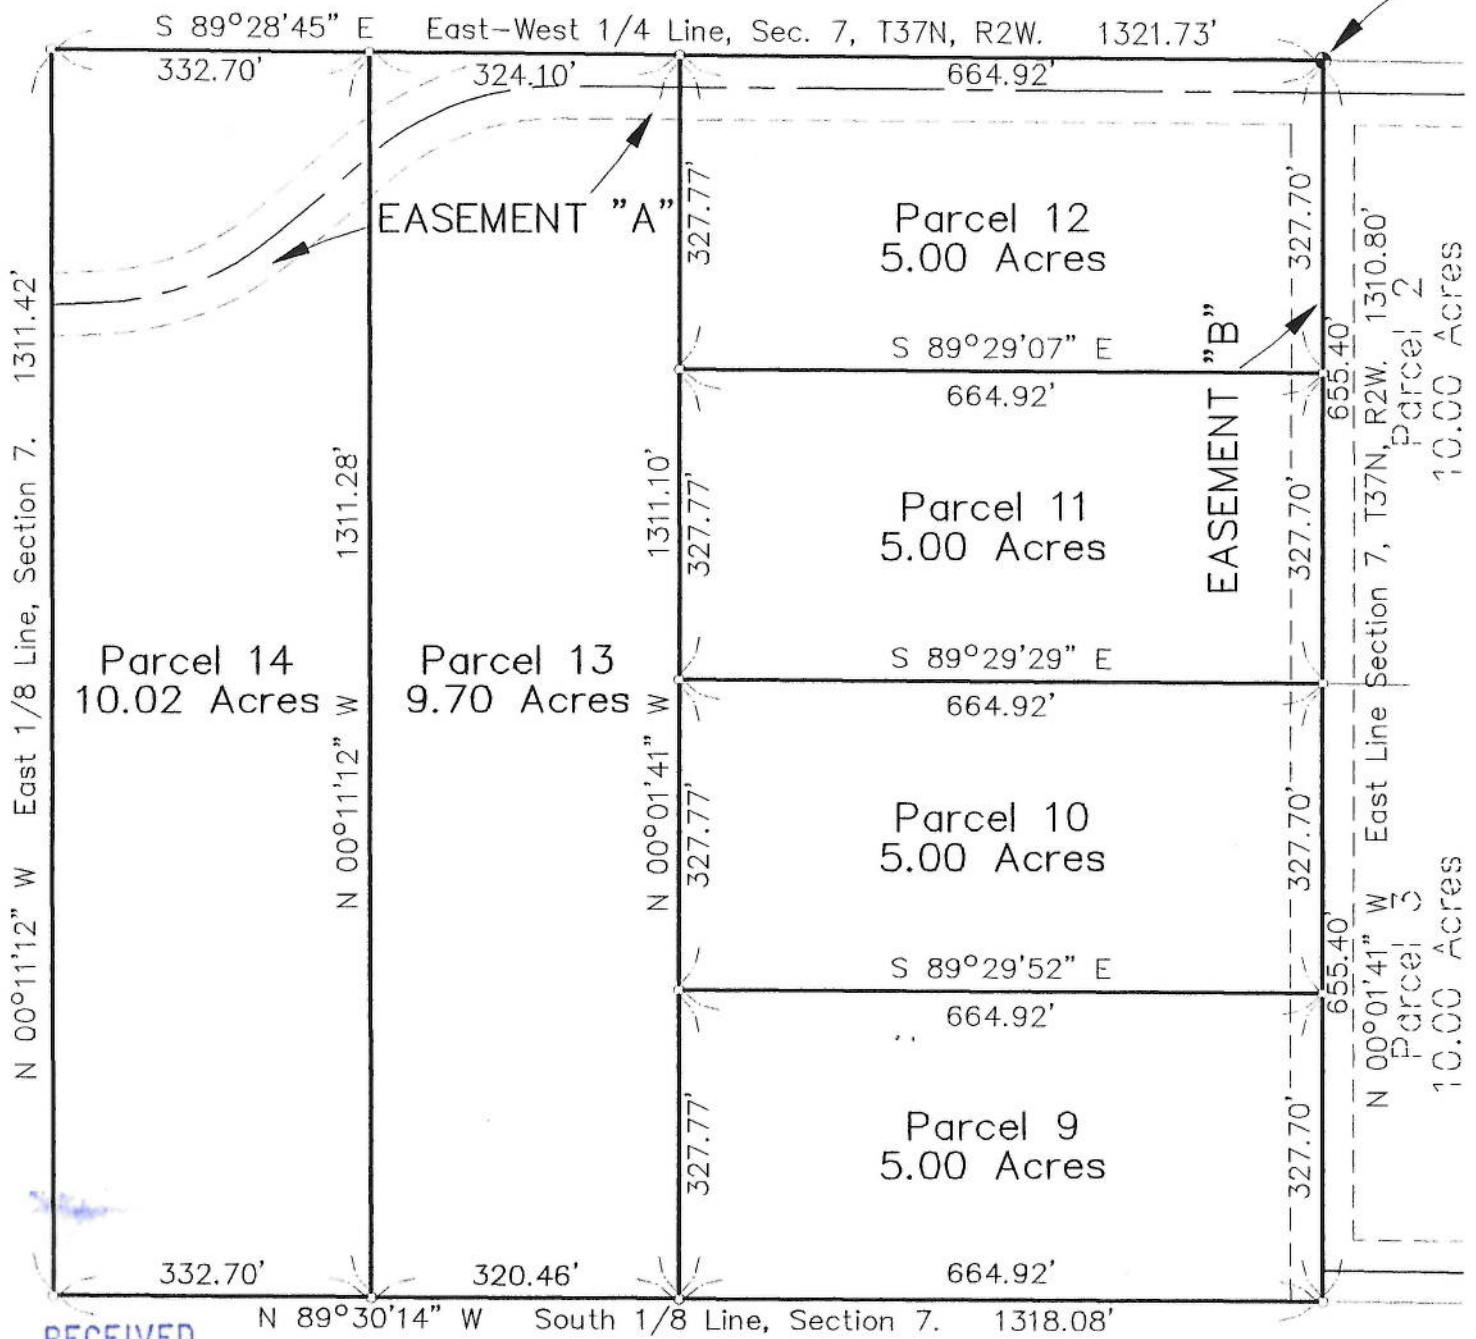 S 89°28'45" E East-West 1/4 Line, Sec. 7, T37N, R2W. 1321.73'
332.70'
324.10'
664.92'
EASEMENT "A"
327.77'
Parcel 12
5.00 Acres
327.70'
S 89°29'07" E
664.92'
EASEMENT "B"
327.77'
Parcel 11
5.00 Acres
327.70'
S 89°29'29" E
664.92'
327.77'
Parcel 10
5.00 Acres
327.70'
S 89°29'52" E
664.92'
327.77'
Parcel 9
5.00 Acres
327.70'
664.92'
N 00°11'12" W East 1/8 Line, Section 7. 1311.42'
Parcel 14
10.02 Acres
N 00°11'12" W 1311.28'
Parcel 13
9.70 Acres
N 00°01'41" W 1311.10'
655.40'
655.40'
N 00°01'41" W East Line Section 7, T37N, R2W. 1310.80'
Parcel 2
10.00 Acres
Parcel 3
10.00 Acres
332.70'
320.46'
N 89°30'14" W South 1/8 Line, Section 7. 1318.08'
RECEIVED